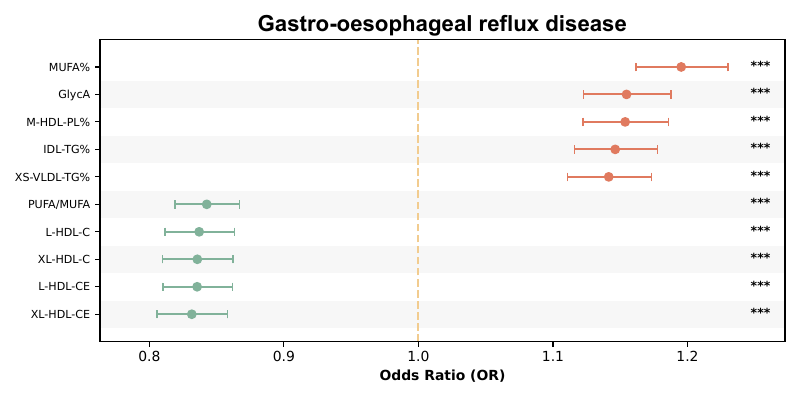 Gastro-oesophageal reflux disease
MUFA% ***
GlycA ***
M-HDL-PL% ***
IDL-TG% ***
XS-VLDL-TG% ***
PUFA/MUFA ***
L-HDL-C ***
XL-HDL-C ***
L-HDL-CE ***
XL-HDL-CE ***
0.8 0.9 1.0 1.1 1.2
Odds Ratio (OR)